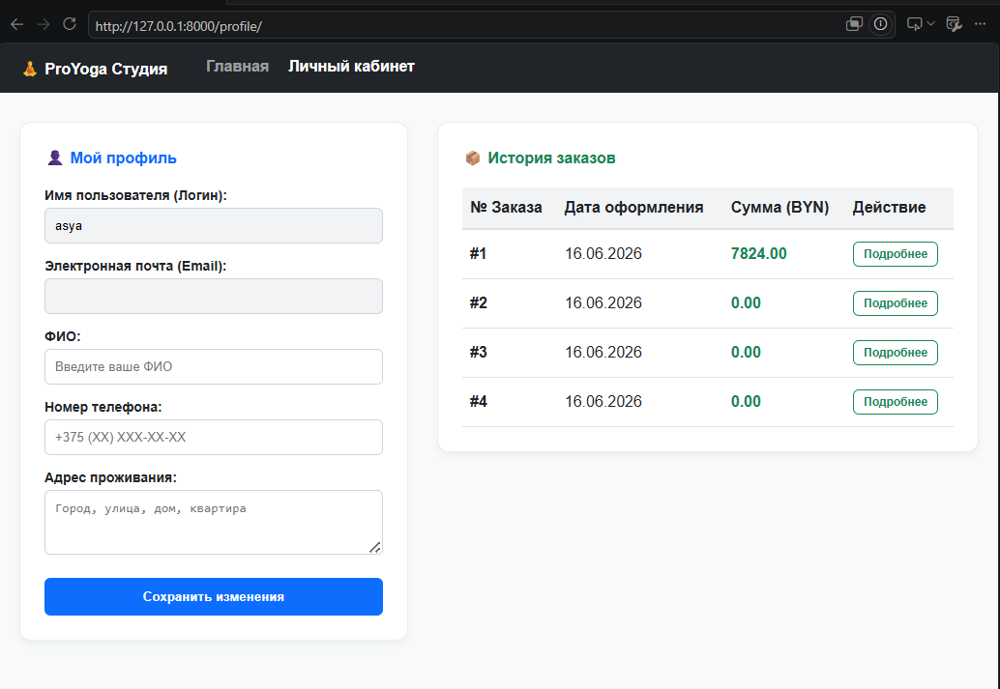 http://127.0.0.1:8000/profile/
ProYoga Студия Главная Личный кабинет
Мой профиль
Имя пользователя (Логин):
asya
Электронная почта (Email):
ФИО:
Введите ваше ФИО
Номер телефона:
+375 (XX) XXX-XX-XX
Адрес проживания:
Город, улица, дом, квартира
Сохранить изменения
История заказов
№ Заказа Дата оформления Сумма (BYN) Действие
#1 16.06.2026 7824.00 Подробнее
#2 16.06.2026 0.00 Подробнее
#3 16.06.2026 0.00 Подробнее
#4 16.06.2026 0.00 Подробнее